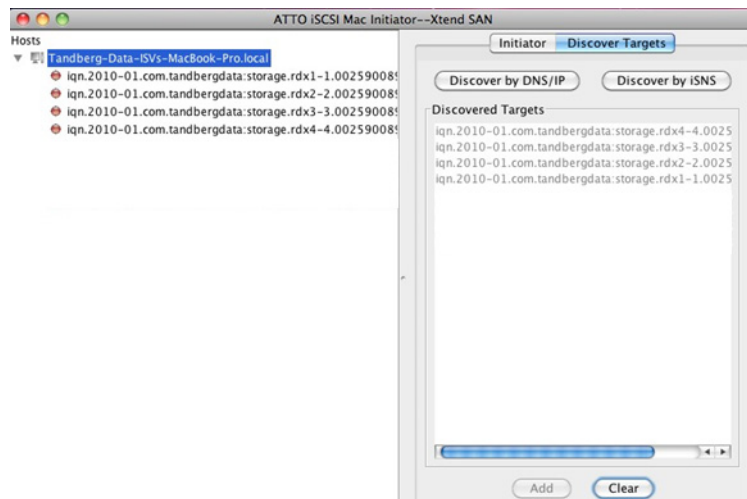 ATTO iSCSI Mac Initiator--Xtend SAN
Hosts
Tandberg-Data-ISVs-MacBook-Pro.local
iqn.2010-01.com.tandbergdata:storage.rdx1-1.002590089
iqn.2010-01.com.tandbergdata:storage.rdx2-2.002590089
iqn.2010-01.com.tandbergdata:storage.rdx3-3.002590089
iqn.2010-01.com.tandbergdata:storage.rdx4-4.002590089
Initiator Discover Targets
Discover by DNS/IP Discover by iSNS
Discovered Targets
iqn.2010-01.com.tandbergdata:storage.rdx4-4.0025
iqn.2010-01.com.tandbergdata:storage.rdx3-3.0025
iqn.2010-01.com.tandbergdata:storage.rdx2-2.0025
iqn.2010-01.com.tandbergdata:storage.rdx1-1.0025
Add Clear